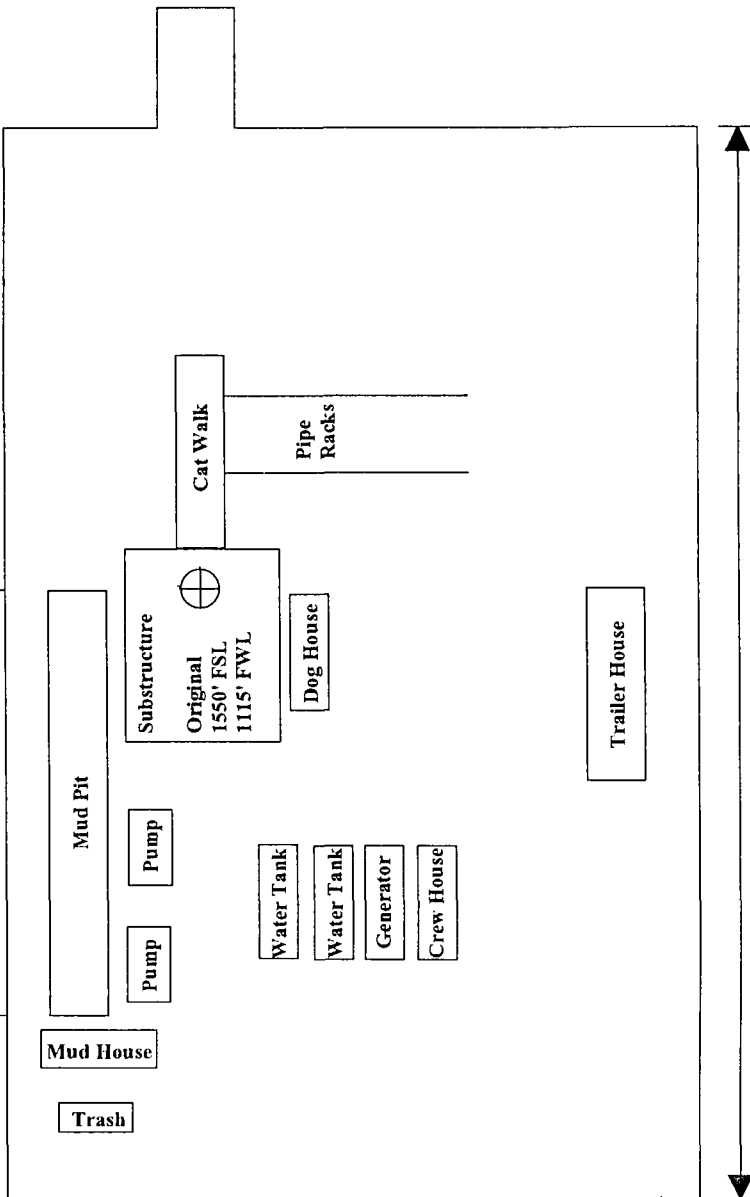 Cat Walk
Pipe
Racks
Substructure
Original
1550' FSL
1115' FWL
Dog House
Mud Pit
Pump
Pump
Water Tank
Water Tank
Generator
Crew House
Trailer House
Mud House
Trash